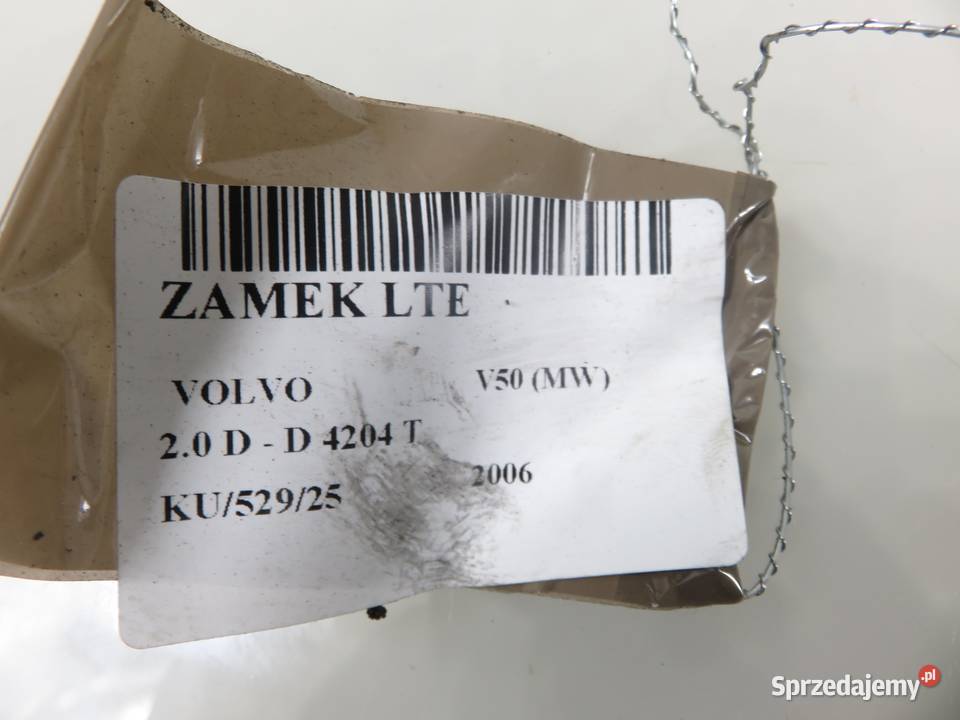 ZAMEK LTE
VOLVO V50 (MW)
2.0 D - D 4204 T
2006
KU/529/25
Sprzedajemy.pl